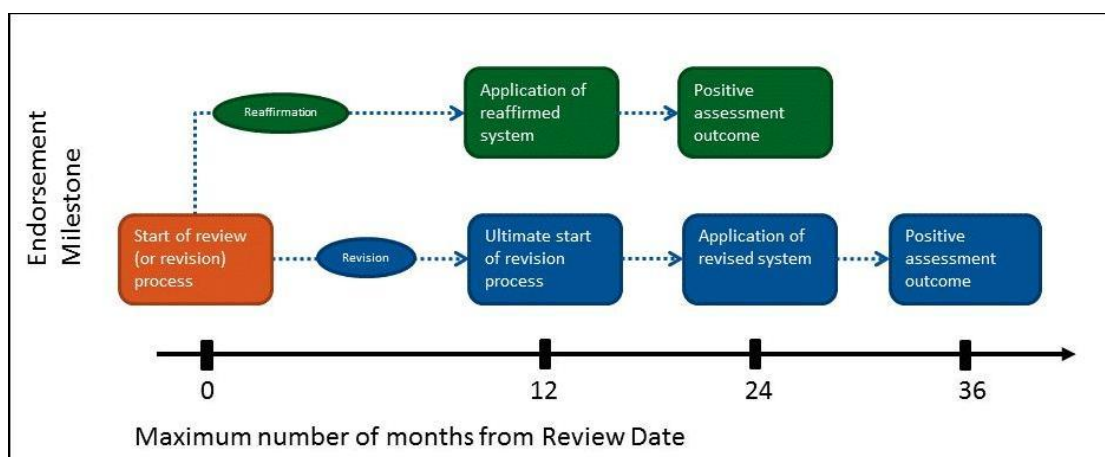 Endorsement
Milestone
Reaffirmation
Application of
reaffirmed
system
Positive
assessment
outcome
Start of review
(or revision)
process
Revision
Ultimate start
of revision
process
Application of
revised system
Positive
assessment
outcome
0
12
24
36
Maximum number of months from Review Date